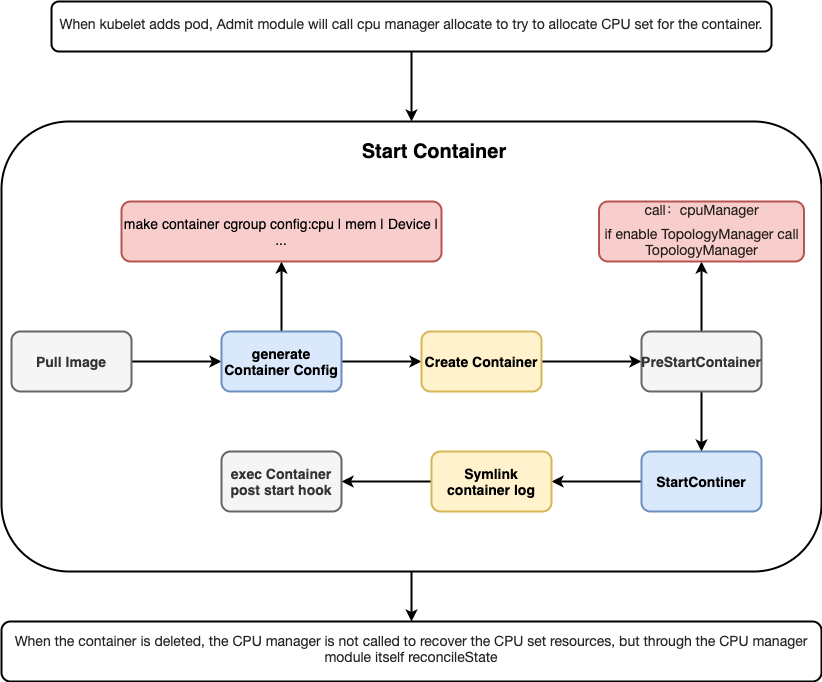 When kubelet adds pod, Admit module will call cpu manager allocate to try to allocate CPU set for the container.
Start Container
make container cgroup config:cpu | mem | Device |
...
call：cpuManager
if enable TopologyManager call
TopologyManager
Pull Image
generate
Container Config
Create Container
PreStartContainer
exec Container
post start hook
Symlink
container log
StartContiner
When the container is deleted, the CPU manager is not called to recover the CPU set resources, but through the CPU manager
module itself reconcileState